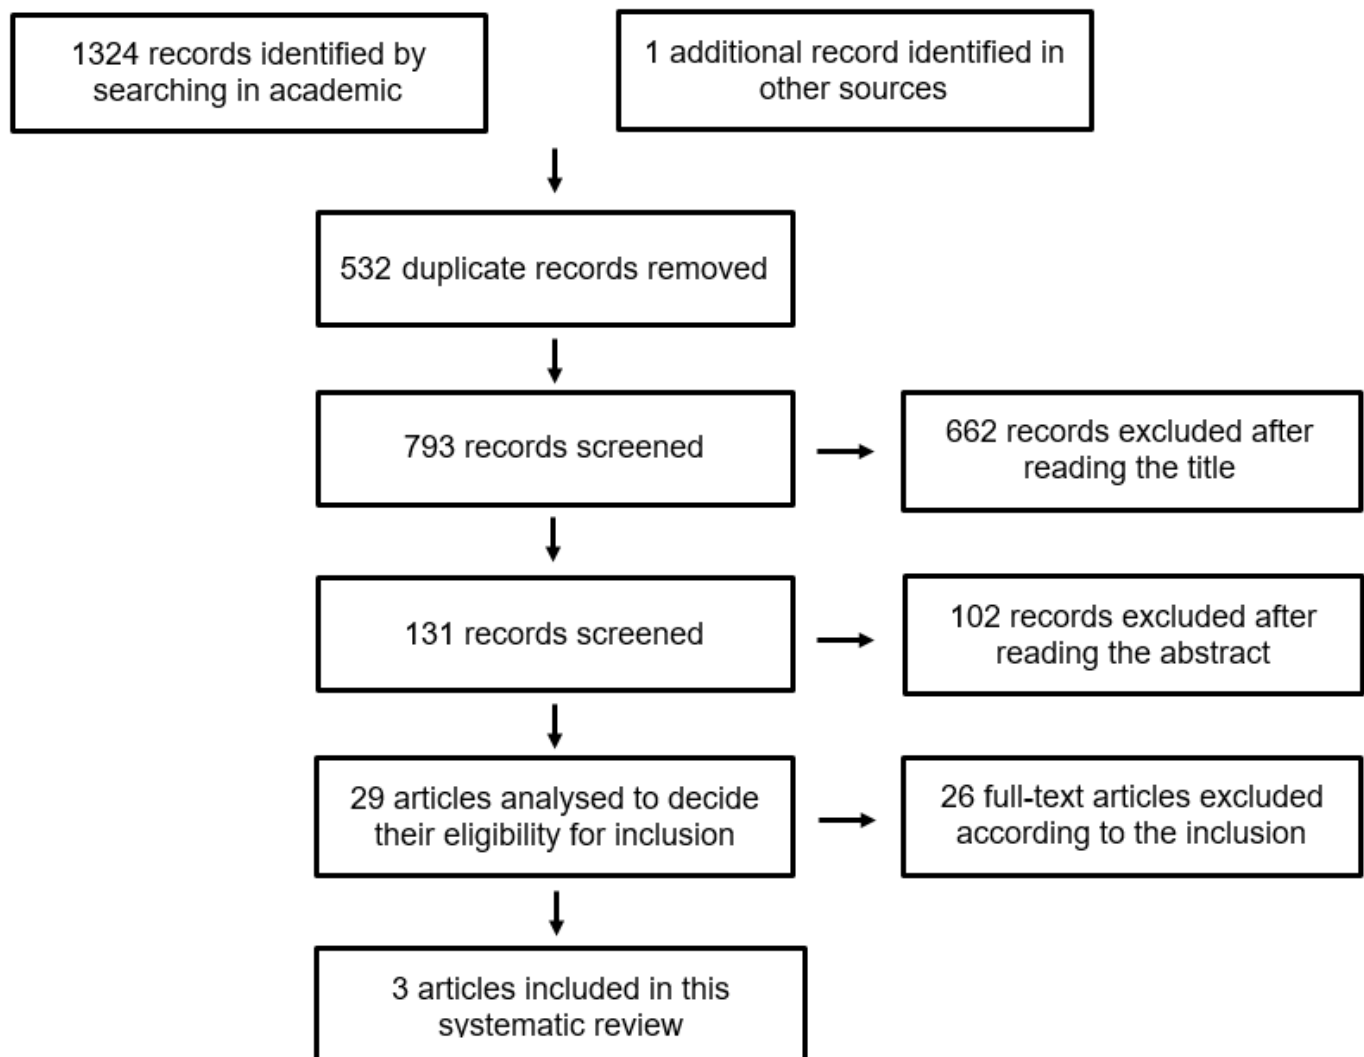 1324 records identified by
searching in academic
1 additional record identified in
other sources
532 duplicate records removed
793 records screened
662 records excluded after
reading the title
131 records screened
102 records excluded after
reading the abstract
29 articles analysed to decide
their eligibility for inclusion
26 full-text articles excluded
according to the inclusion
3 articles included in this
systematic review